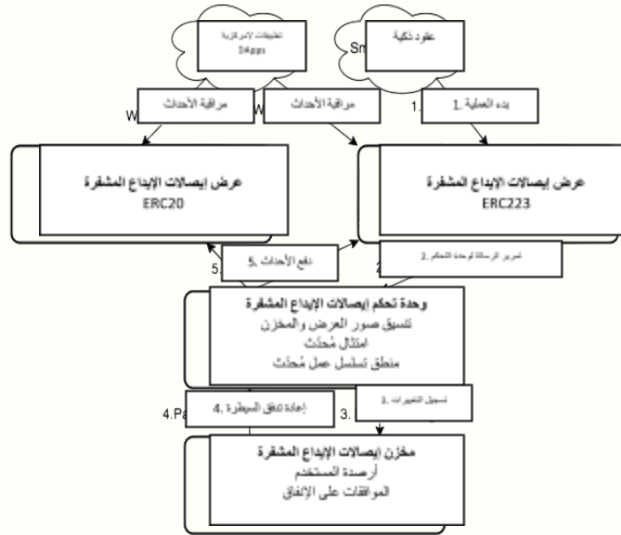 تطبيقات لامركزية
DApps
عقود ذكية
Sm
W
مراقبة الأحداث
W
مراقبة الأحداث
1.
1. بدء العملية
عرض إيصالات الإيداع المشفرة
ERC20
عرض إيصالات الإيداع المشفرة
ERC223
5.
5. دفع الأحداث
2
2. تمرير الرسالة لوحدة التحكم
وحدة تحكم إيصالات الإيداع المشفرة
تنسيق صور العرض والمخزن
امتثال مُحدّث
منطق تسلسل عمل مُحدّث
4.Pa
4. إعادة تدفق السيطرة
3.
3. تسجيل التغييرات
مخزن إيصالات الإيداع المشفرة
أرصدة المستخدم
الموافقات على الإنفاق